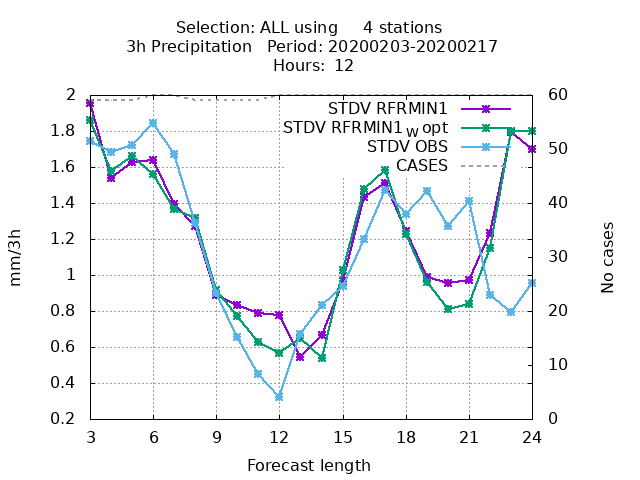 Selection: ALL using     4 stations
3h Precipitation   Period: 20200203-20200217
Hours:  12
STDV RFRMIN1
STDV RFRMIN1_W opt
STDV OBS
CASES
2
1.8
1.6
1.4
1.2
1
0.8
0.6
0.4
0.2
60
50
40
30
20
10
0
mm/3h
No cases
3 6 9 12 15 18 21 24
Forecast length